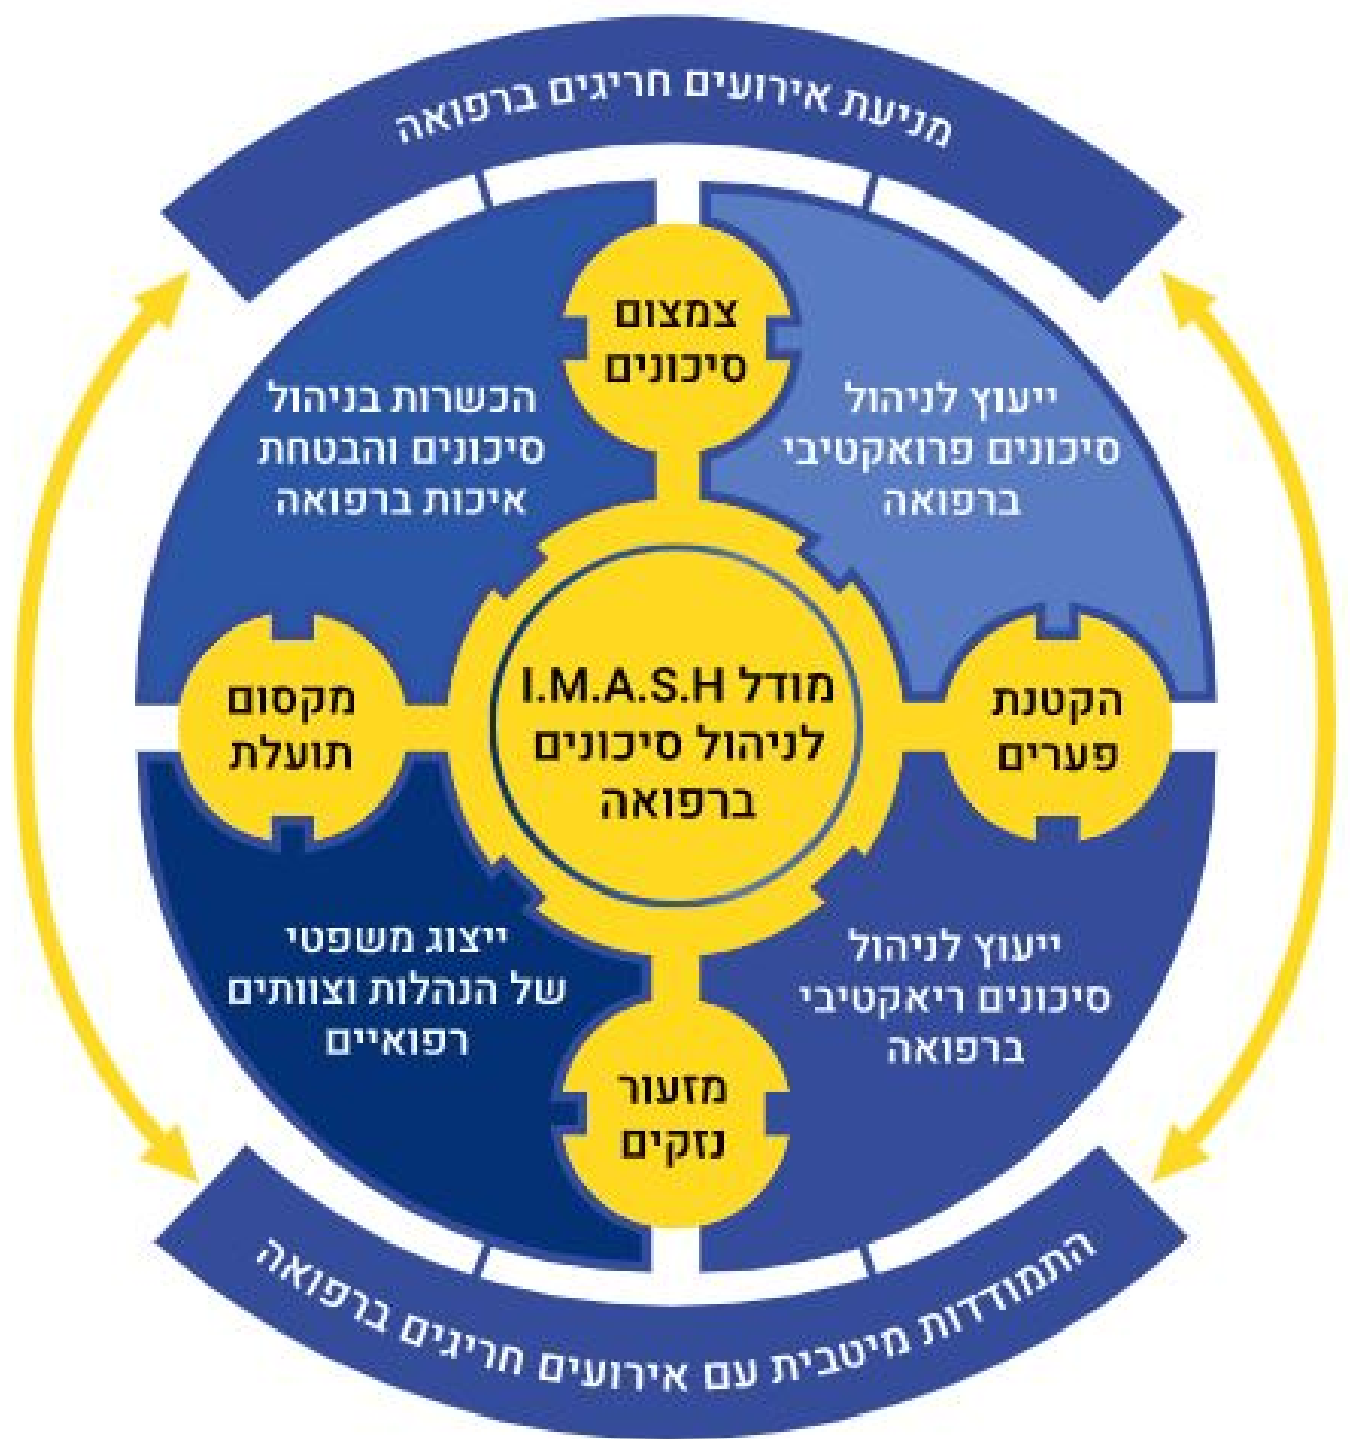 מניעת אירועים חריגים ברפואה
צמצום
סיכונים
ייעוץ לניהול
סיכונים פרואקטיבי
ברפואה
הכשרות בניהול
סיכונים והבטחת
איכות ברפואה
הקטנת
פערים
מודל I.M.A.S.H
לניהול סיכונים
ברפואה
מקסום
תועלת
ייעוץ לניהול
סיכונים ריאקטיבי
ברפואה
ייצוג משפטי
של הנהלות וצוותים
רפואיים
מזעור
נזקים
התמודדות מיטבית עם אירועים חריגים ברפואה